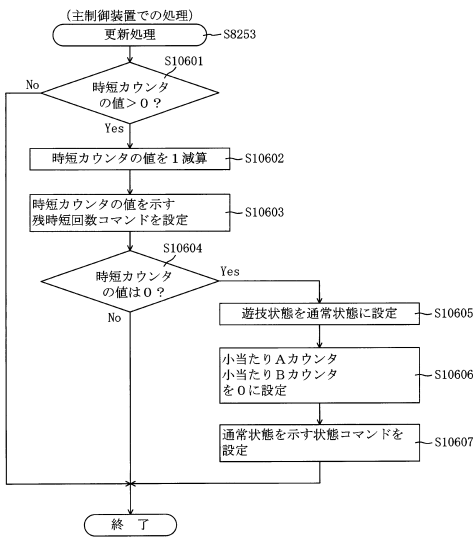 (主制御装置での処理)
更新処理
S8253
S10601
No
時短カウンタ
の値>0?
Yes
時短カウンタの値を1減算
S10602
時短カウンタの値を示す
残時短回数コマンドを設定
S10603
S10604
時短カウンタ
の値は0?
Yes
No
遊技状態を通常状態に設定
S10605
小当たりAカウンタ
小当たりBカウンタ
を0に設定
S10606
通常状態を示す状態コマンドを
設定
S10607
終 了